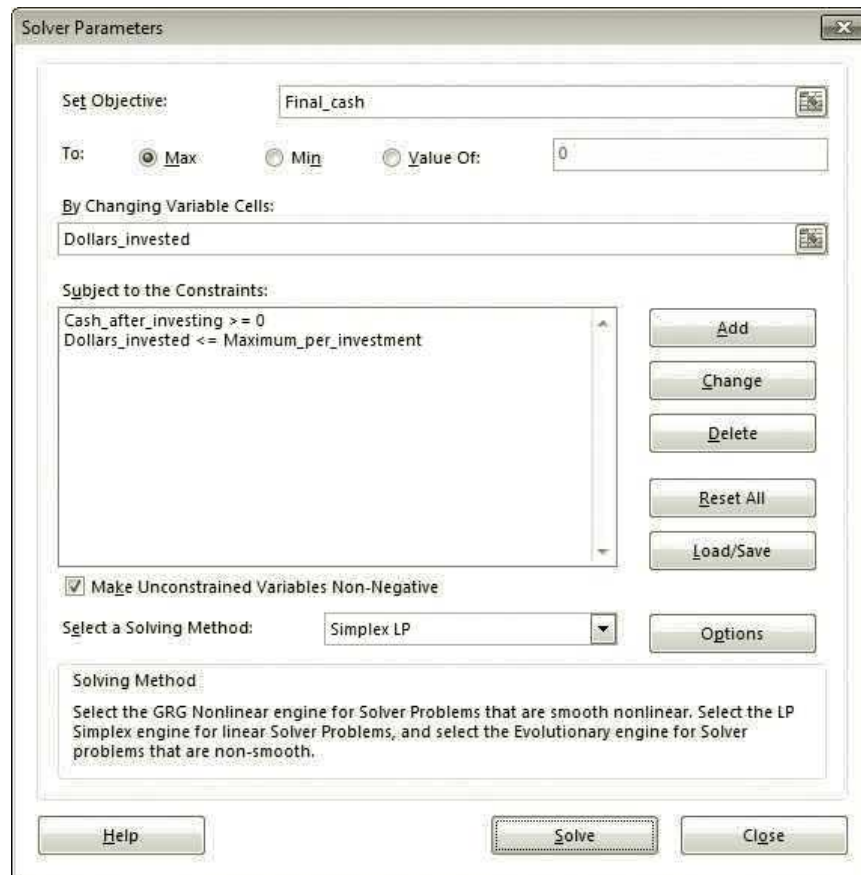 Solver Parameters
Set Objective:
Final_cash
To:
Max
Min
Value Of:
0
By Changing Variable Cells:
Dollars_invested
Subject to the Constraints:
Cash_after_investing >= 0
Dollars_invested <= Maximum_per_investment
Add
Change
Delete
Reset All
Load/Save
Make Unconstrained Variables Non-Negative
Select a Solving Method:
Simplex LP
Options
Solving Method
Select the GRG Nonlinear engine for Solver Problems that are smooth nonlinear. Select the LP
Simplex engine for linear Solver Problems, and select the Evolutionary engine for Solver
problems that are non-smooth.
Help
Solve
Close